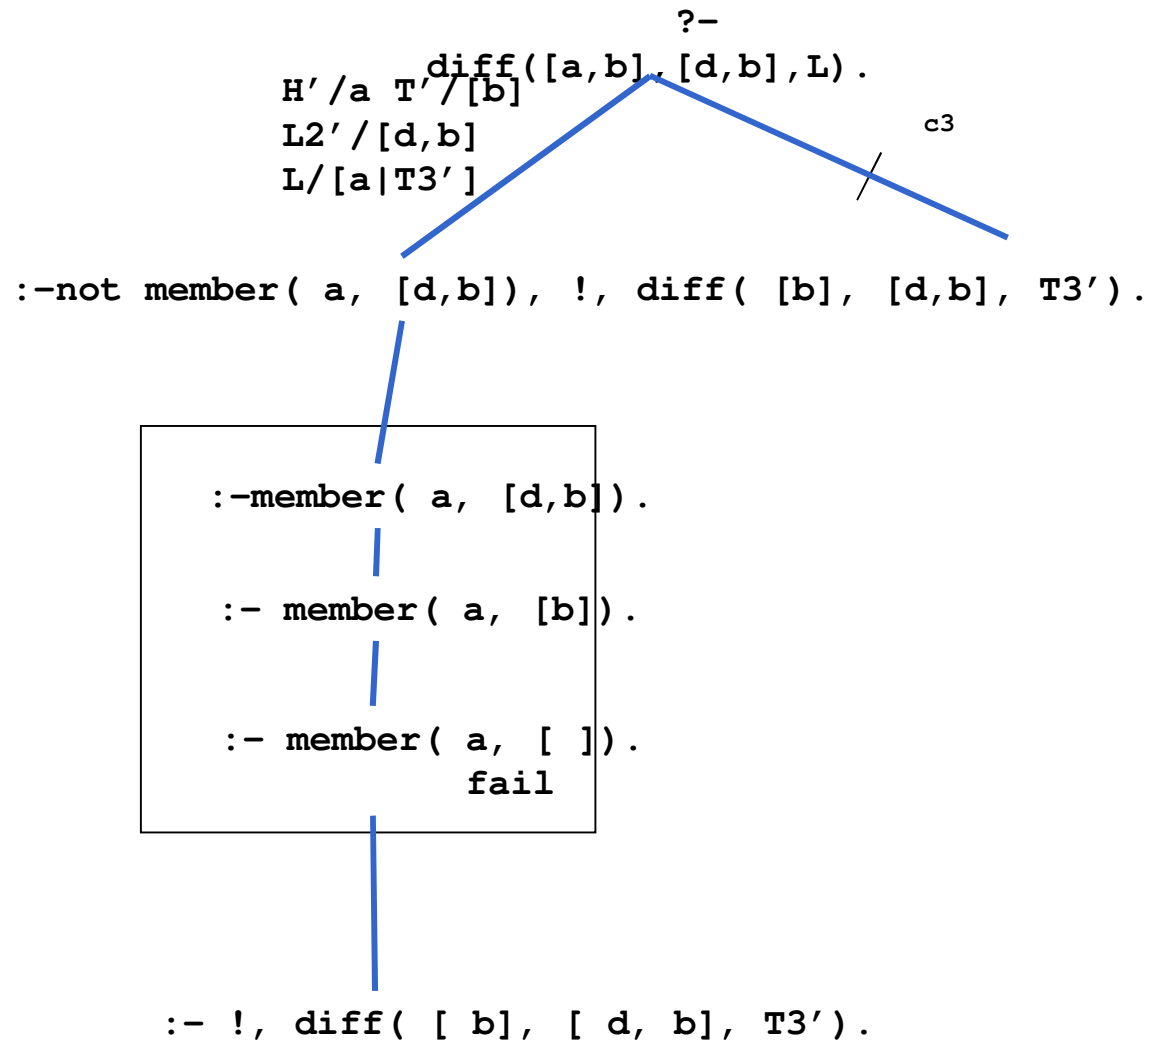 ?-
diff([a,b],[d,b],L).
H′/a T′/[b]
L2′/[d,b]
L/[a|T3′]
c3
:-not member( a, [d,b]), !, diff( [b], [d,b], T3′).
:-member( a, [d,b]).
:- member( a, [b]).
:- member( a, [ ]).
fail
:- !, diff( [ b], [ d, b], T3′).